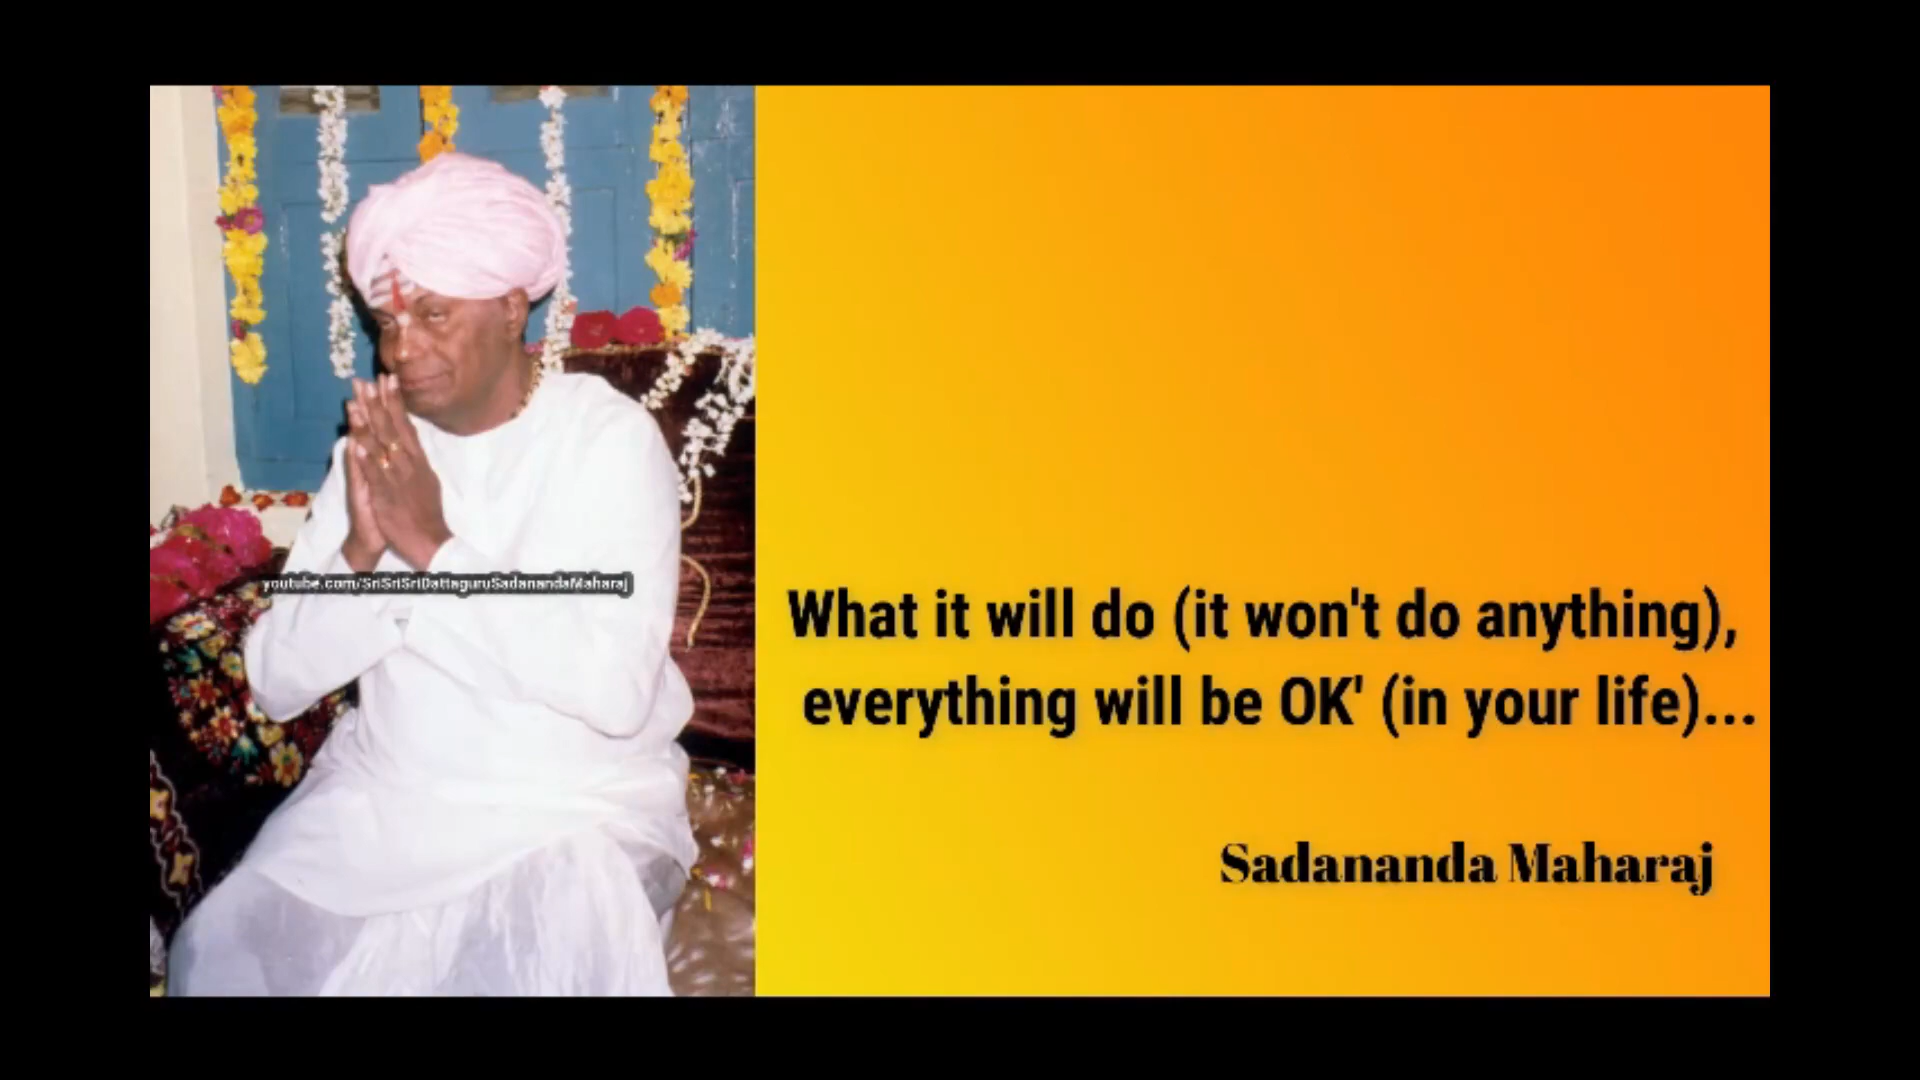 youtube.com/SriSriSriDattaguruSadanandaMaharaj
What it will do (it won't do anything),
everything will be OK' (in your life)...
Sadananda Maharaj